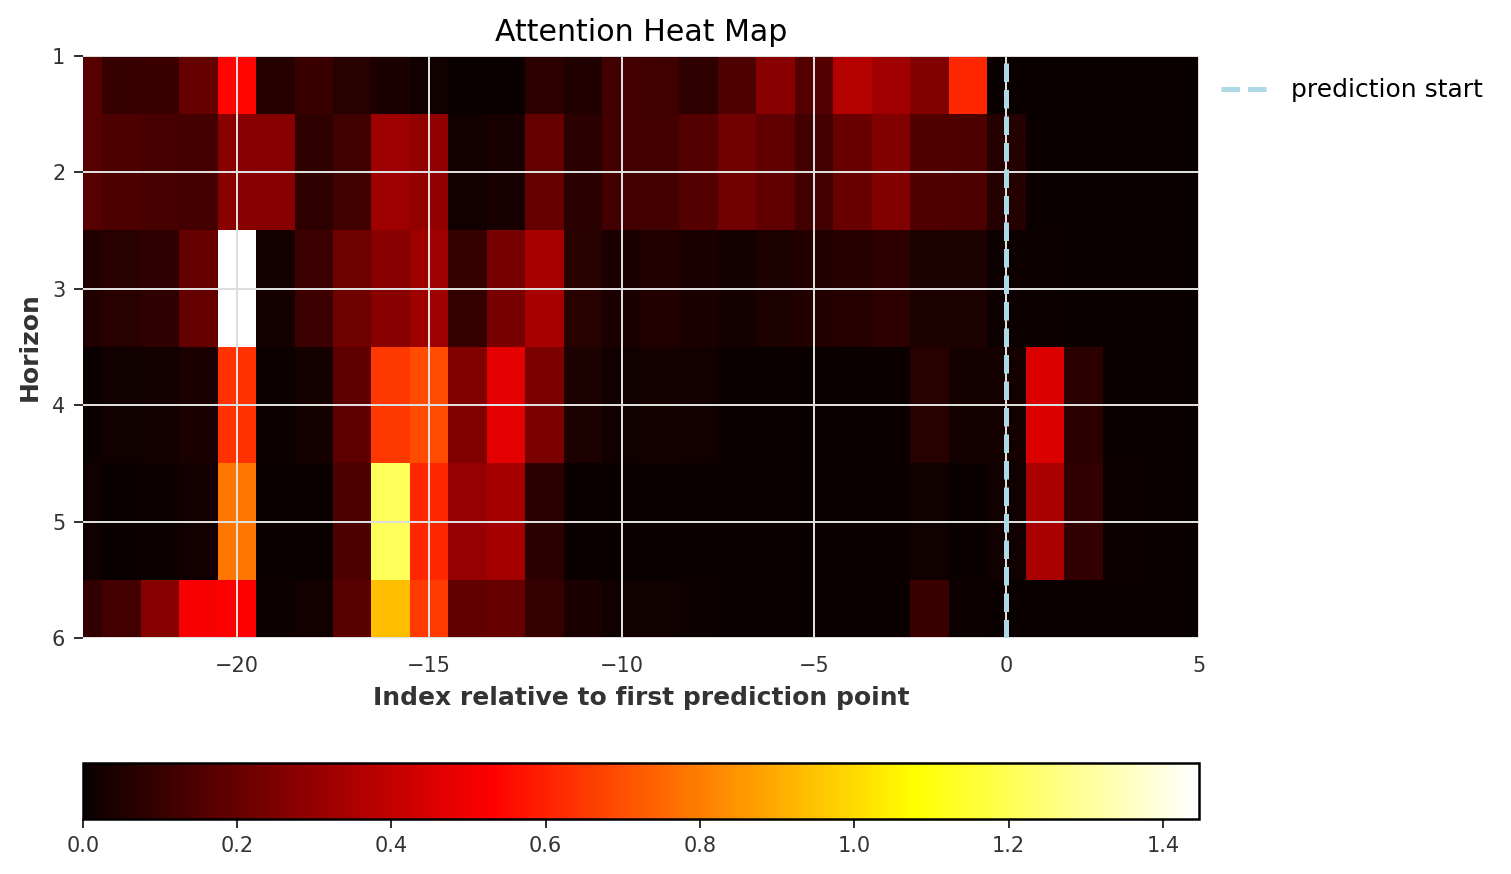 Attention Heat Map
prediction start
Horizon
1
2
3
4
5
6
−20 −15 −10 −5 0 5
Index relative to first prediction point
0.0 0.2 0.4 0.6 0.8 1.0 1.2 1.4